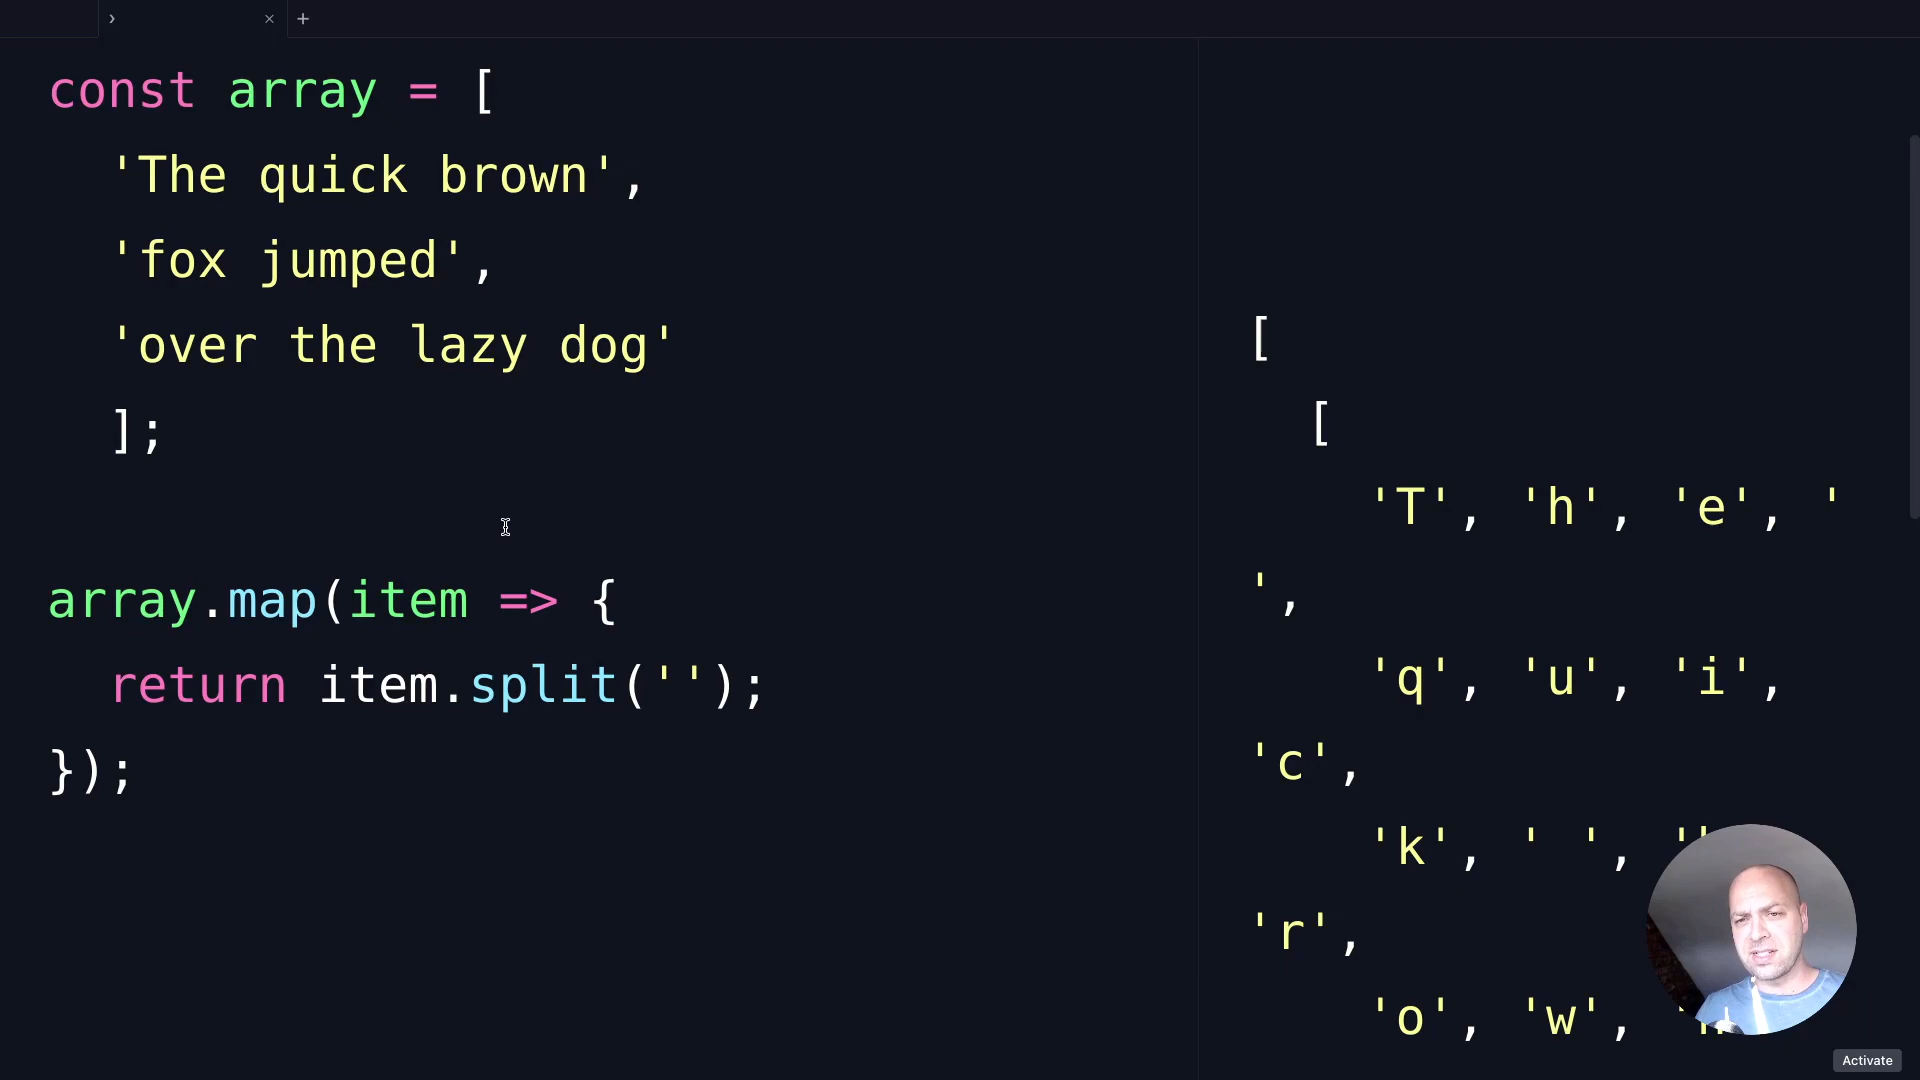 const array = [
'The quick brown',
'fox jumped',
'over the lazy dog'
];
array.map(item => {
return item.split('');
});
[
[
'T', 'h', 'e', '
',
'q', 'u', 'i',
'c',
'k', ' ',
'r',
'o', 'w',
Activate